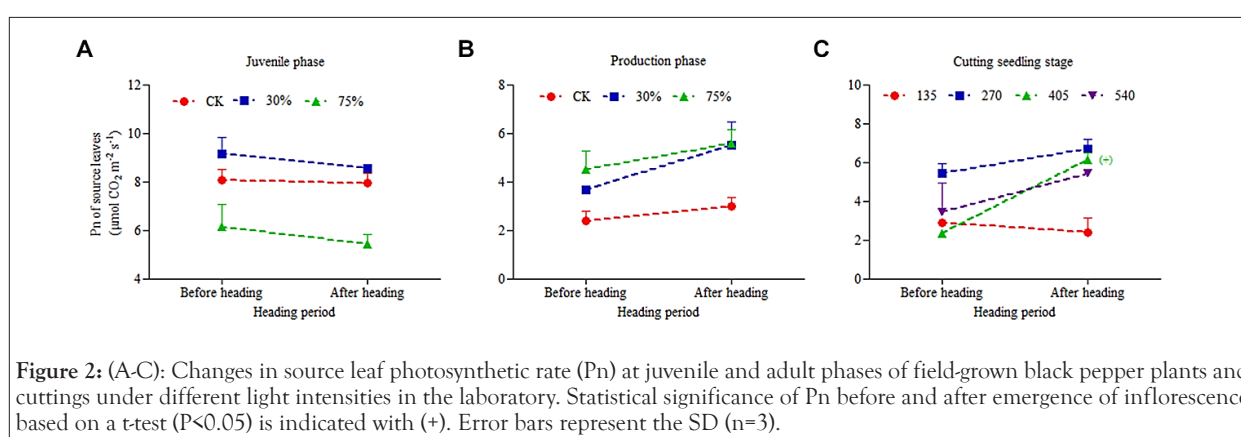 A
B
C
Juvenile phase
Production phase
Cutting seedling stage
12
10
8
6
4
CK 30% 75%
Pn of source leaves
(µmol CO2 m-2 s-1)
Before heading After heading
Heading period
8
6
4
2
0
CK 30% 75%
Before heading After heading
Heading period
10
8
6
4
2
0
135 270 405 540
(+)
Before heading After heading
Heading period
Figure 2: (A-C): Changes in source leaf photosynthetic rate (Pn) at juvenile and adult phases of field-grown black pepper plants and
cuttings under different light intensities in the laboratory. Statistical significance of Pn before and after emergence of inflorescence
based on a t-test (P<0.05) is indicated with (+). Error bars represent the SD (n=3).